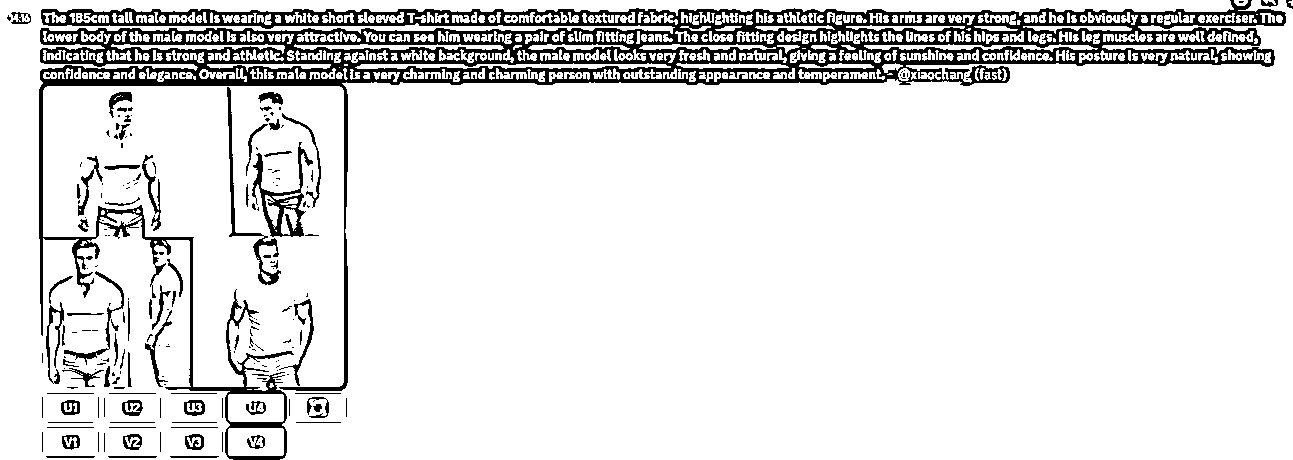 14:16 The 185cm tall male model is wearing a white short sleeved T-shirt made of comfortable textured fabric, highlighting his athletic figure. His arms are very strong, and he is obviously a regular exerciser. The
lower body of the male model is also very attractive. You can see him wearing a pair of slim fitting jeans. The close fitting design highlights the lines of his hips and legs. His leg muscles are well defined,
indicating that he is strong and athletic. Standing against a white background, the male model looks very fresh and natural, giving a feeling of sunshine and confidence. His posture is very natural, showing
confidence and elegance. Overall, this male model is a very charming and charming person with outstanding appearance and temperament. - @xiaochang (fast)
U1 U2 U3 U4
V1 V2 V3 V4